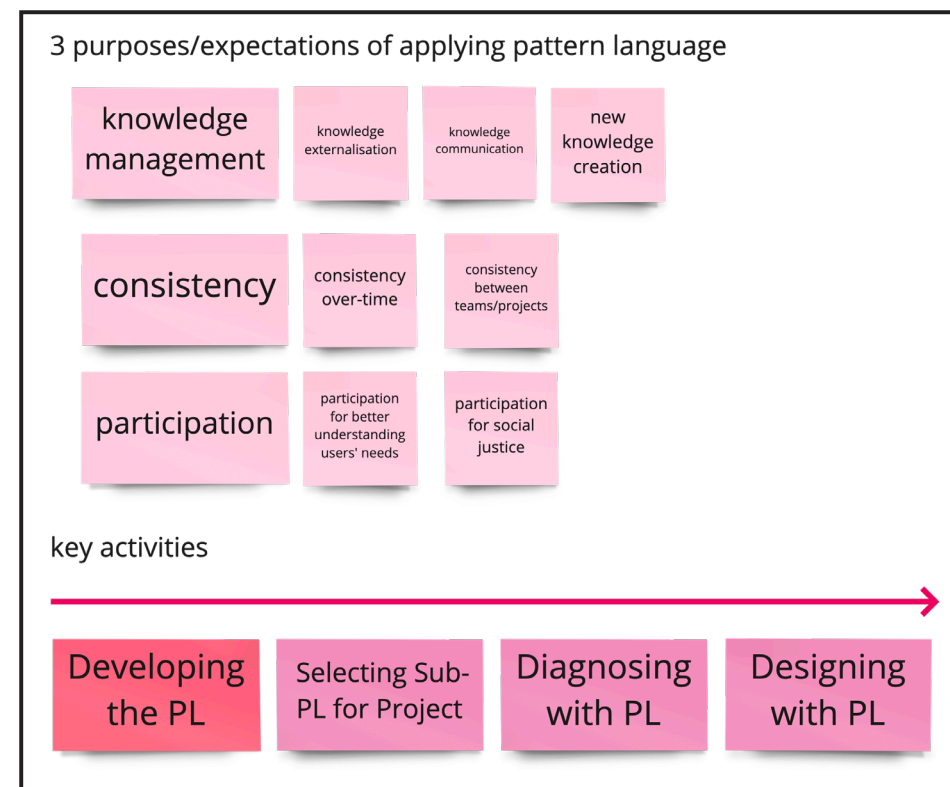 3 purposes/expectations of applying pattern language
knowledge
management
knowledge
externalisation
knowledge
communication
new
knowledge
creation
consistency
consistency
over-time
consistency
between
teams/projects
participation
participation
for better
understanding
users' needs
participation
for social
justice
key activities
Developing
the PL
Selecting Sub-
PL for Project
Diagnosing
with PL
Designing
with PL